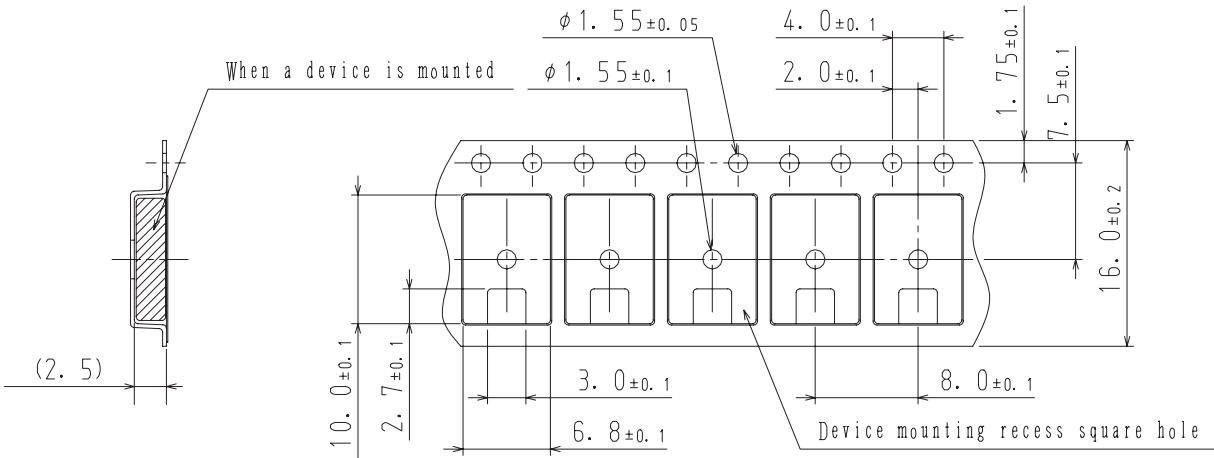 φ1.55±0.05
4.0±0.1
When a device is mounted
φ1.55±0.1
2.0±0.1
1.75±0.1
7.5±0.1
16.0±0.2
(2.5)
10.0±0.1
2.7±0.1
3.0±0.1
8.0±0.1
6.8±0.1
Device mounting recess square hole